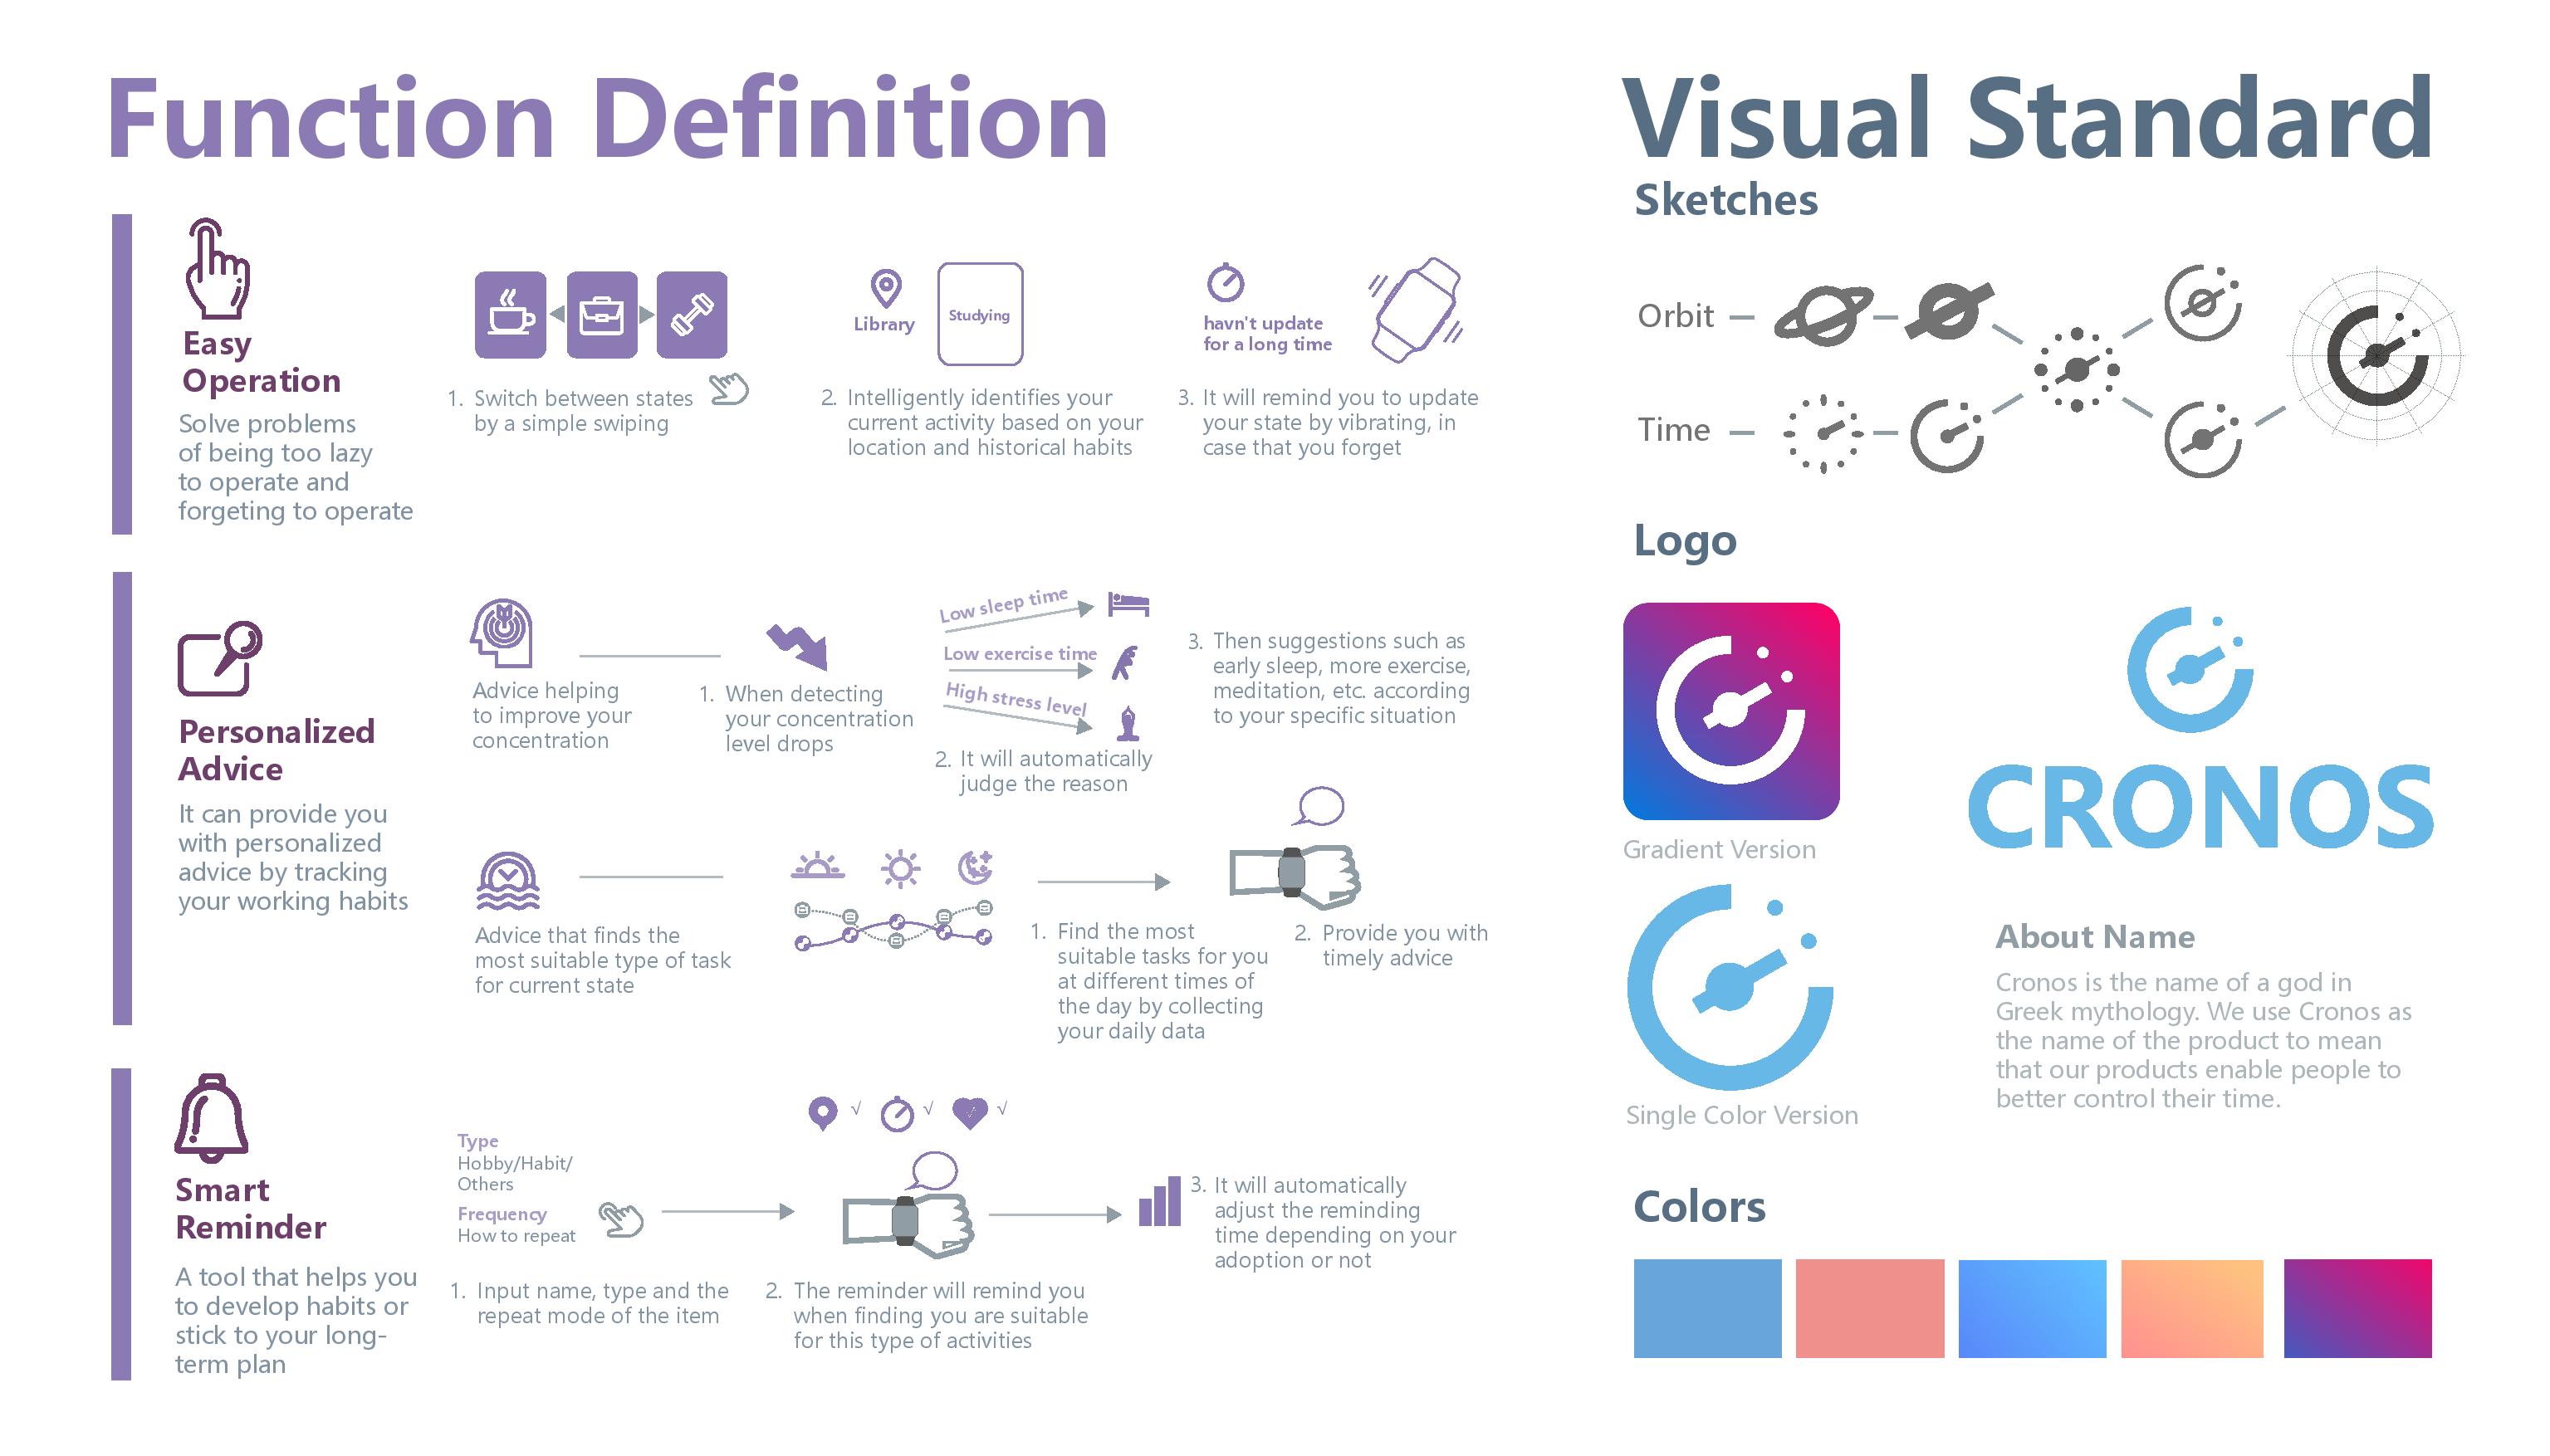 Function Definition
Easy
Operation
Solve problems
of being too lazy
to operate and
forgeting to operate
1. Switch between states
by a simple swiping
Library
Studying
2. Intelligently identifies your
current activity based on your
location and historical habits
havn't update
for a long time
3. It will remind you to update
your state by vibrating, in
case that you forget
Personalized
Advice
It can provide you
with personalized
advice by tracking
your working habits
Advice helping
to improve your
concentration
1. When detecting
your concentration
level drops
Low sleep time
Low exercise time
High stress level
2. It will automatically
judge the reason
3. Then suggestions such as
early sleep, more exercise,
meditation, etc. according
to your specific situation
Advice that finds the
most suitable type of task
for current state
1. Find the most
suitable tasks for you
at different times of
the day by collecting
your daily data
2. Provide you with
timely advice
Smart
Reminder
A tool that helps you
to develop habits or
stick to your long-
term plan
Type
Hobby/Habit/
Others
Frequency
How to repeat
1. Input name, type and the
repeat mode of the item
√ √ √
2. The reminder will remind you
when finding you are suitable
for this type of activities
3. It will automatically
adjust the reminding
time depending on your
adoption or not
Visual Standard
Sketches
Orbit
Time
Logo
Gradient Version
Single Color Version
CRONOS
About Name
Cronos is the name of a god in
Greek mythology. We use Cronos as
the name of the product to mean
that our products enable people to
better control their time.
Colors